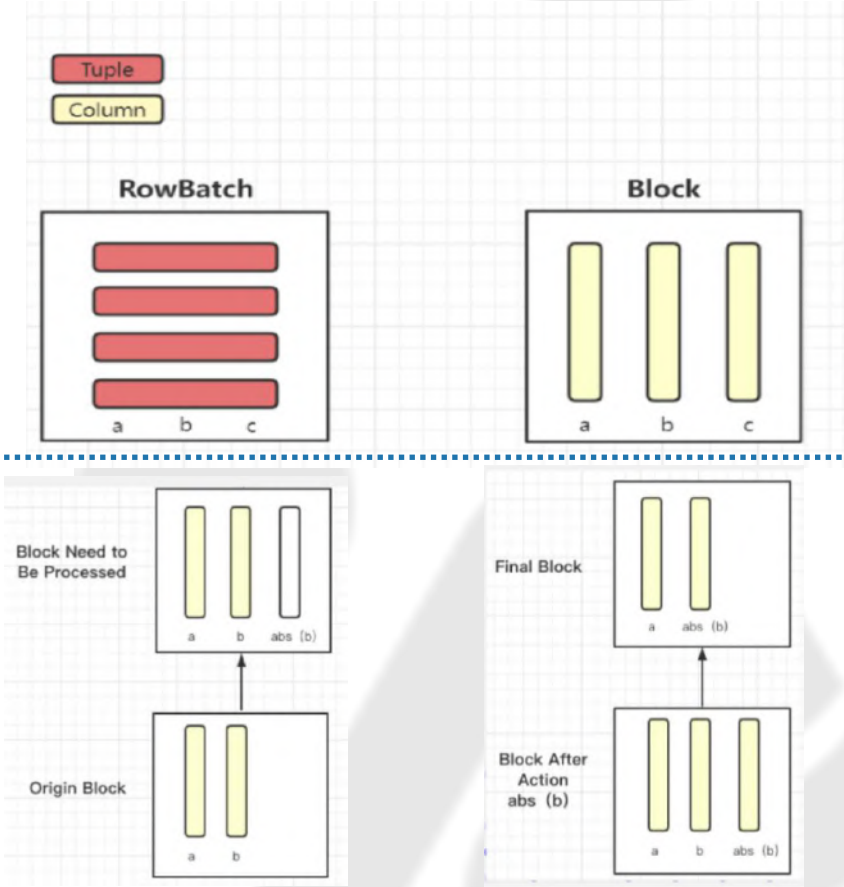 Tuple
Column
RowBatch
Block
a b c
a b c
Block Need to
Be Processed
a b abs (b)
Origin Block
a b
Final Block
a abs (b)
Block After
Action
abs (b)
a b abs (b)